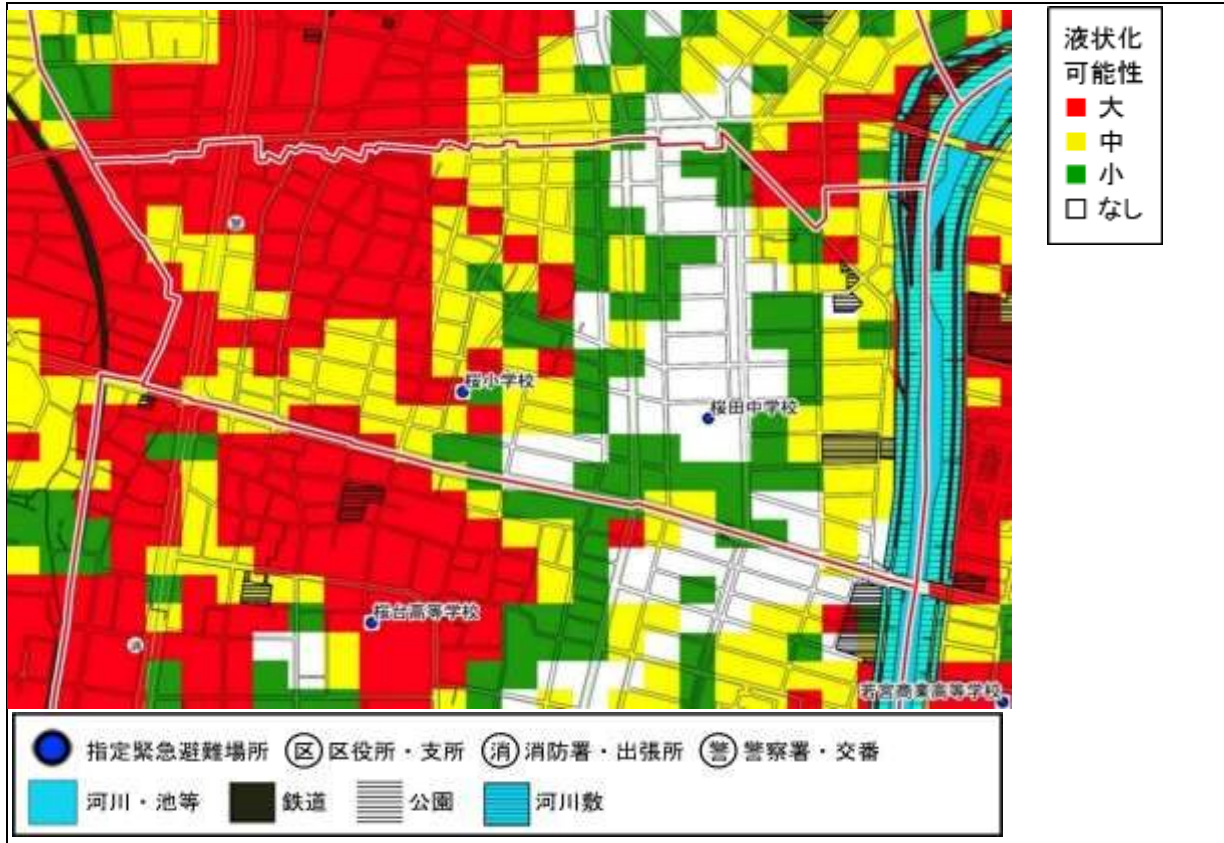 液状化
可能性
大
中
小
なし
警
桜小学校
桜田中学校
桜台高等学校
消
若宮商業高等学校
指定緊急避難場所 区 区役所・支所 消 消防署・出張所 警 警察署・交番
河川・池等 鉄道 公園 河川敷